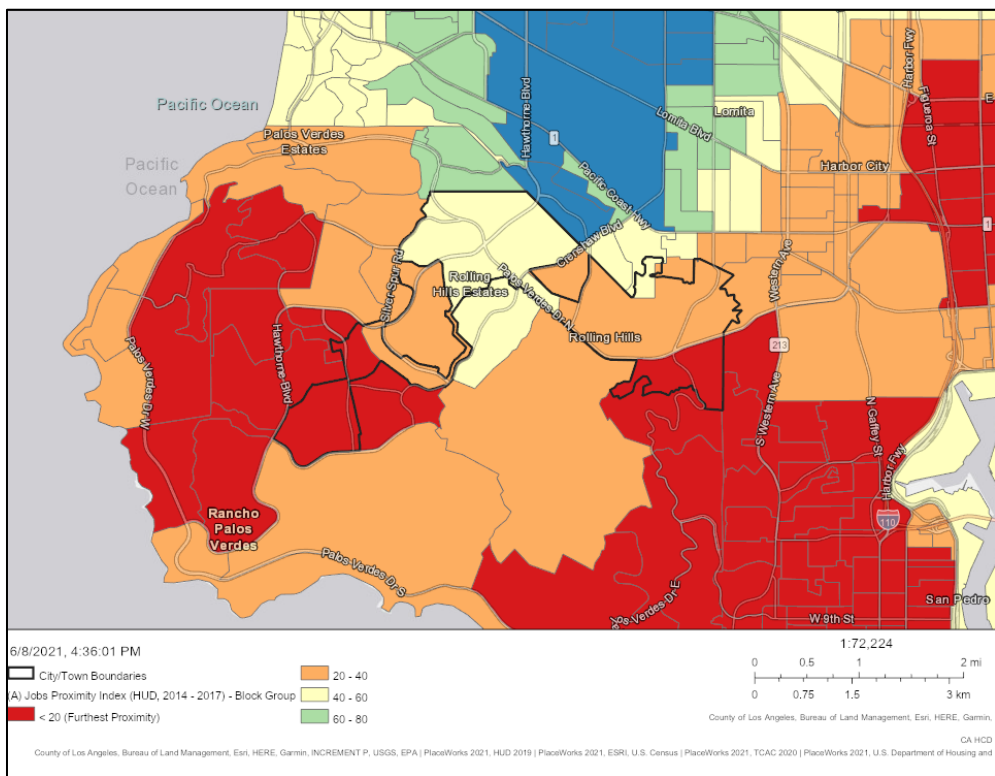 Pacific Ocean
Pacific
Ocean
Palos Verdes
Estates
Hawthorne Blvd
1
Lomita Blvd
Lomita
Harbor Fwy
Figueroa St
E
Pacific Coast Hwy
Harbor City
1
Crenshaw Blvd
Western Ave
Silver Spur Rd
Rolling
Hills Estates
Palos Verdes Dr N
Rolling Hills
213
Palos Verdes Dr W
Hawthorne Blvd
S Western Ave
N Gaffey St
Harbor Fwy
110
Rancho
Palos
Verdes
Palos Verdes Dr S
los Verdes Dr E
San Pedro
W 9th St
6/8/2021, 4:36:01 PM
City/Town Boundaries
(A) Jobs Proximity Index (HUD, 2014 - 2017) - Block Group
< 20 (Furthest Proximity)
20 - 40
40 - 60
60 - 80
1:72,224
0 0.5 1 2 mi
0 0.75 1.5 3 km
County of Los Angeles, Bureau of Land Management, Esri, HERE, Garmin,
CA HCD
County of Los Angeles, Bureau of Land Management, Esri, HERE, Garmin, INCREMENT P, USGS, EPA | PlaceWorks 2021, HUD 2019 | PlaceWorks 2021, ESRI, U.S. Census | PlaceWorks 2021, TCAC 2020 | PlaceWorks 2021, U.S. Department of Housing and